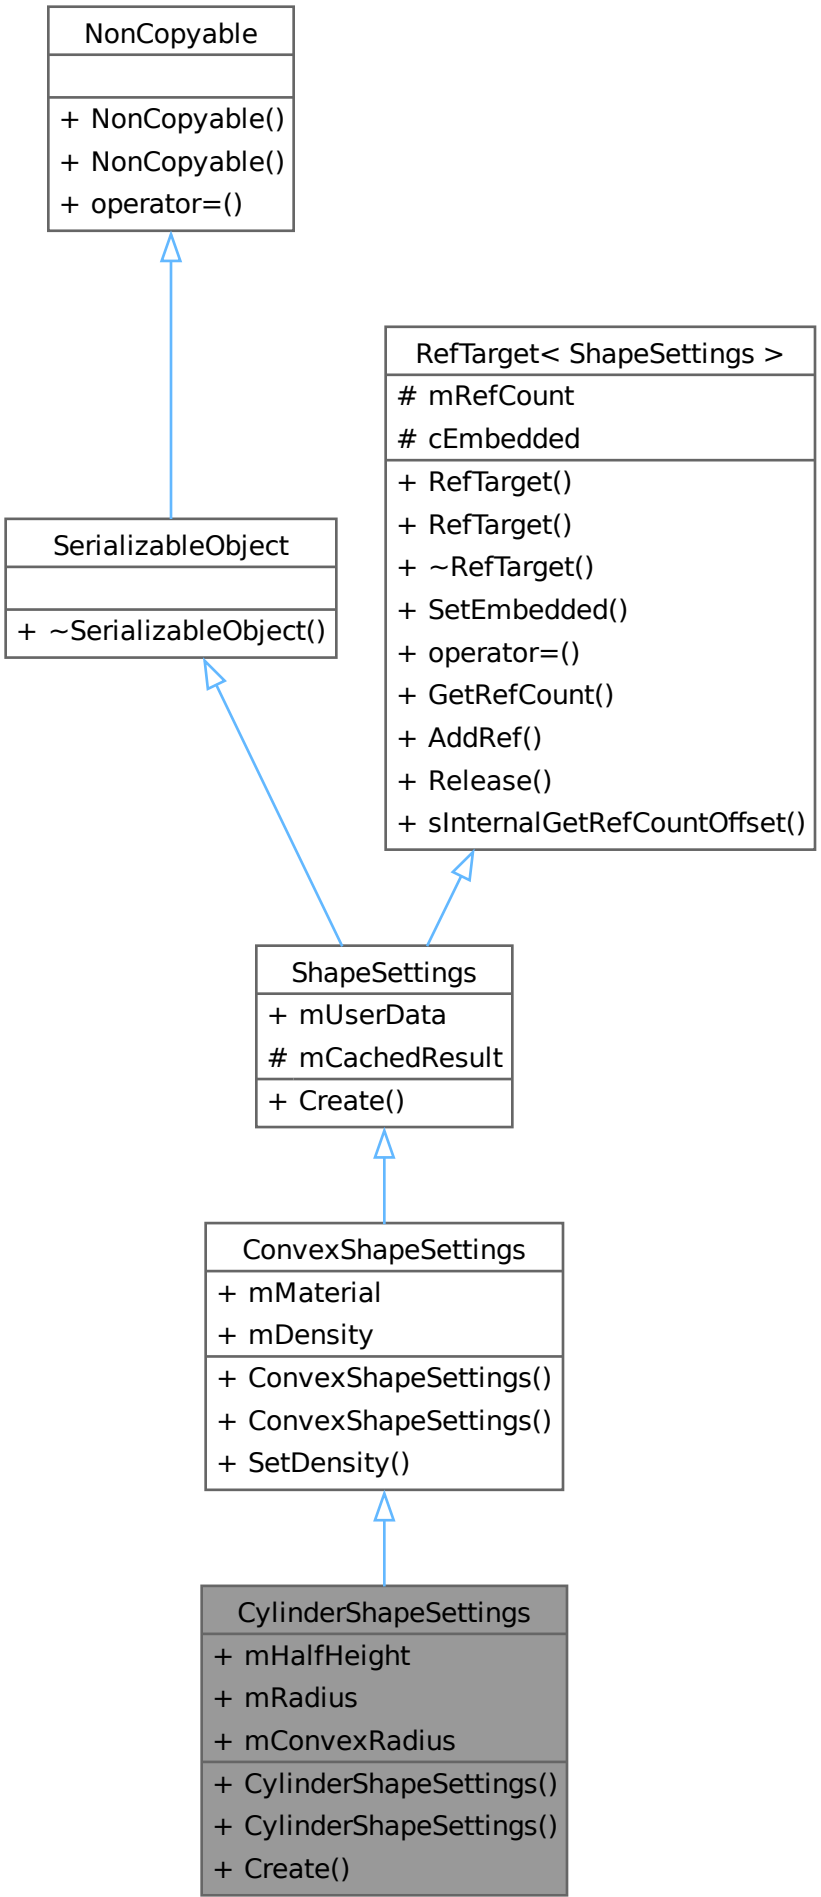 NonCopyable
+ NonCopyable()
+ NonCopyable()
+ operator=()
RefTarget< ShapeSettings >
# mRefCount
# cEmbedded
+ RefTarget()
+ RefTarget()
+ ~RefTarget()
+ SetEmbedded()
+ operator=()
+ GetRefCount()
+ AddRef()
+ Release()
+ sInternalGetRefCountOffset()
SerializableObject
+ ~SerializableObject()
ShapeSettings
+ mUserData
# mCachedResult
+ Create()
ConvexShapeSettings
+ mMaterial
+ mDensity
+ ConvexShapeSettings()
+ ConvexShapeSettings()
+ SetDensity()
CylinderShapeSettings
+ mHalfHeight
+ mRadius
+ mConvexRadius
+ CylinderShapeSettings()
+ CylinderShapeSettings()
+ Create()